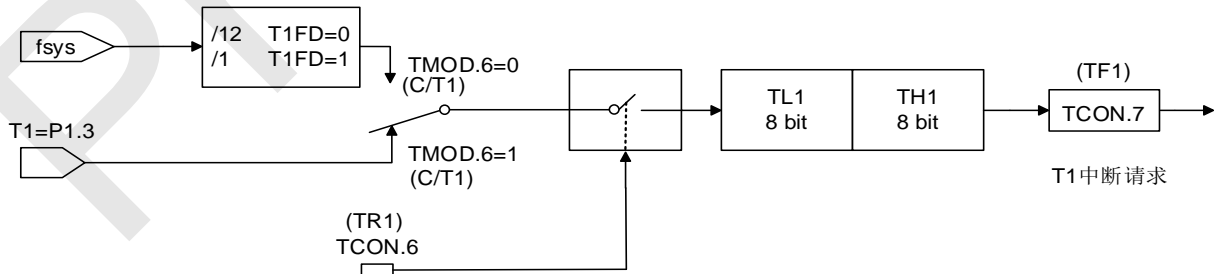 fsys
/12 T1FD=0
/1 T1FD=1
TMOD.6=0
(C/T1)
T1=P1.3
TMOD.6=1
(C/T1)
(TR1)
TCON.6
TL1
8 bit
TH1
8 bit
(TF1)
TCON.7
T1中断请求